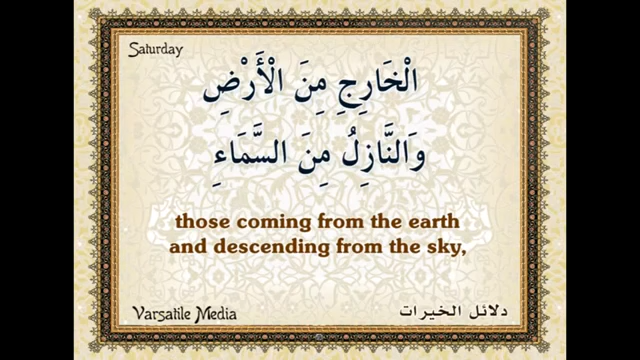 Saturday
الْخَارِجِ مِنَ الْأَرْضِ
وَالنَّازِلُ مِنَ السَّمَاءِ
those coming from the earth
and descending from the sky,
Varsatile Media
دلائل الخيرات